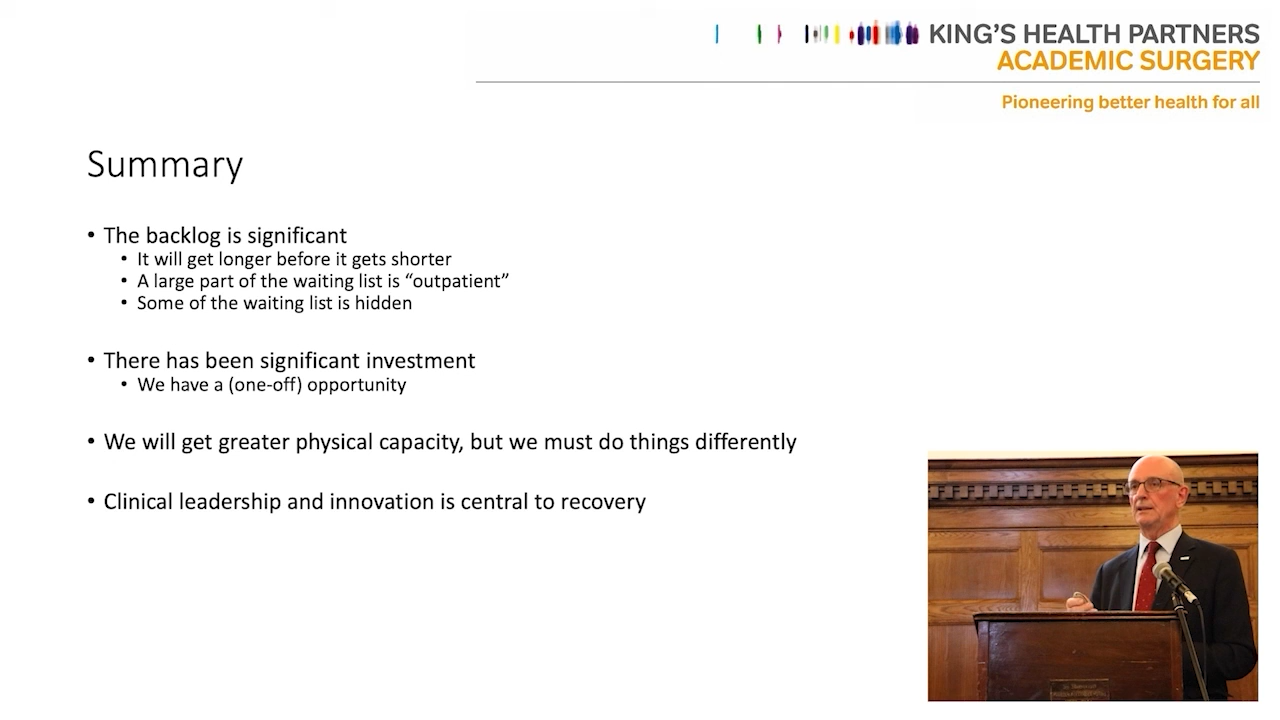 KING'S HEALTH PARTNERS
ACADEMIC SURGERY
Pioneering better health for all
Summary
• The backlog is significant
• It will get longer before it gets shorter
• A large part of the waiting list is “outpatient”
• Some of the waiting list is hidden
• There has been significant investment
• We have a (one-off) opportunity
• We will get greater physical capacity, but we must do things differently
• Clinical leadership and innovation is central to recovery